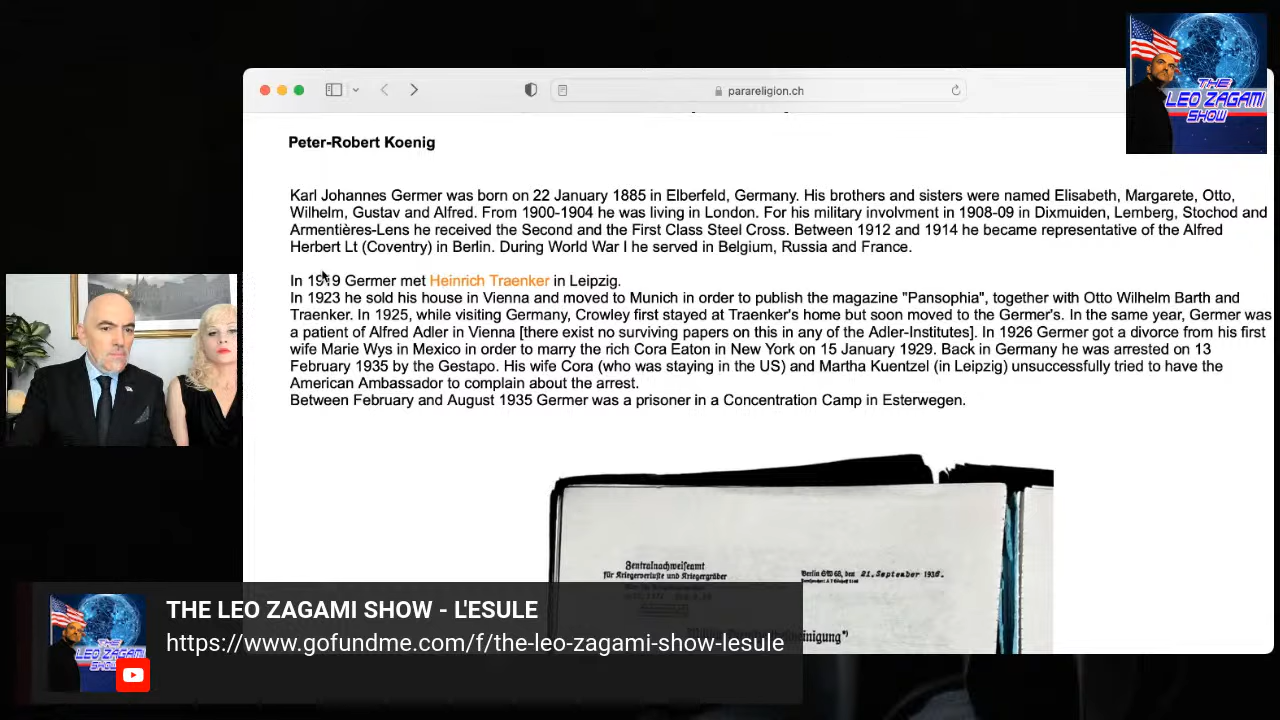 parareligion.ch
THE
LEO ZAGAMI
SHOW
Peter-Robert Koenig
Karl Johannes Germer was born on 22 January 1885 in Elberfeld, Germany. His brothers and sisters were named Elisabeth, Margarete, Otto,
Wilhelm, Gustav and Alfred. From 1900-1904 he was living in London. For his military involvment in 1908-09 in Dixmuiden, Lemberg, Stochod and
Armentières-Lens he received the Second and the First Class Steel Cross. Between 1912 and 1914 he became representative of the Alfred
Herbert Lt (Coventry) in Berlin. During World War I he served in Belgium, Russia and France.
In 1919 Germer met Heinrich Traenker in Leipzig.
In 1923 he sold his house in Vienna and moved to Munich in order to publish the magazine "Pansophia", together with Otto Wilhelm Barth and
Traenker. In 1925, while visiting Germany, Crowley first stayed at Traenker's home but soon moved to the Germer's. In the same year, Germer was
a patient of Alfred Adler in Vienna [there exist no surviving papers on this in any of the Adler-Institutes]. In 1926 Germer got a divorce from his first
wife Marie Wys in Mexico in order to marry the rich Cora Eaton in New York on 15 January 1929. Back in Germany he was arrested on 13
February 1935 by the Gestapo. His wife Cora (who was staying in the US) and Martha Kuentzel (in Leipzig) unsuccessfully tried to have the
American Ambassador to complain about the arrest.
Between February and August 1935 Germer was a prisoner in a Concentration Camp in Esterwegen.
Zentralnachweiseamt
für Kriegerverluste und Kriegergräber
Berlin SW 68, den 21. September 193
THE LEO ZAGAMI SHOW - L'ESULE
https://www.gofundme.com/f/the-leo-zagami-show-lesule
THE
LEO ZAGAMI
SHOW